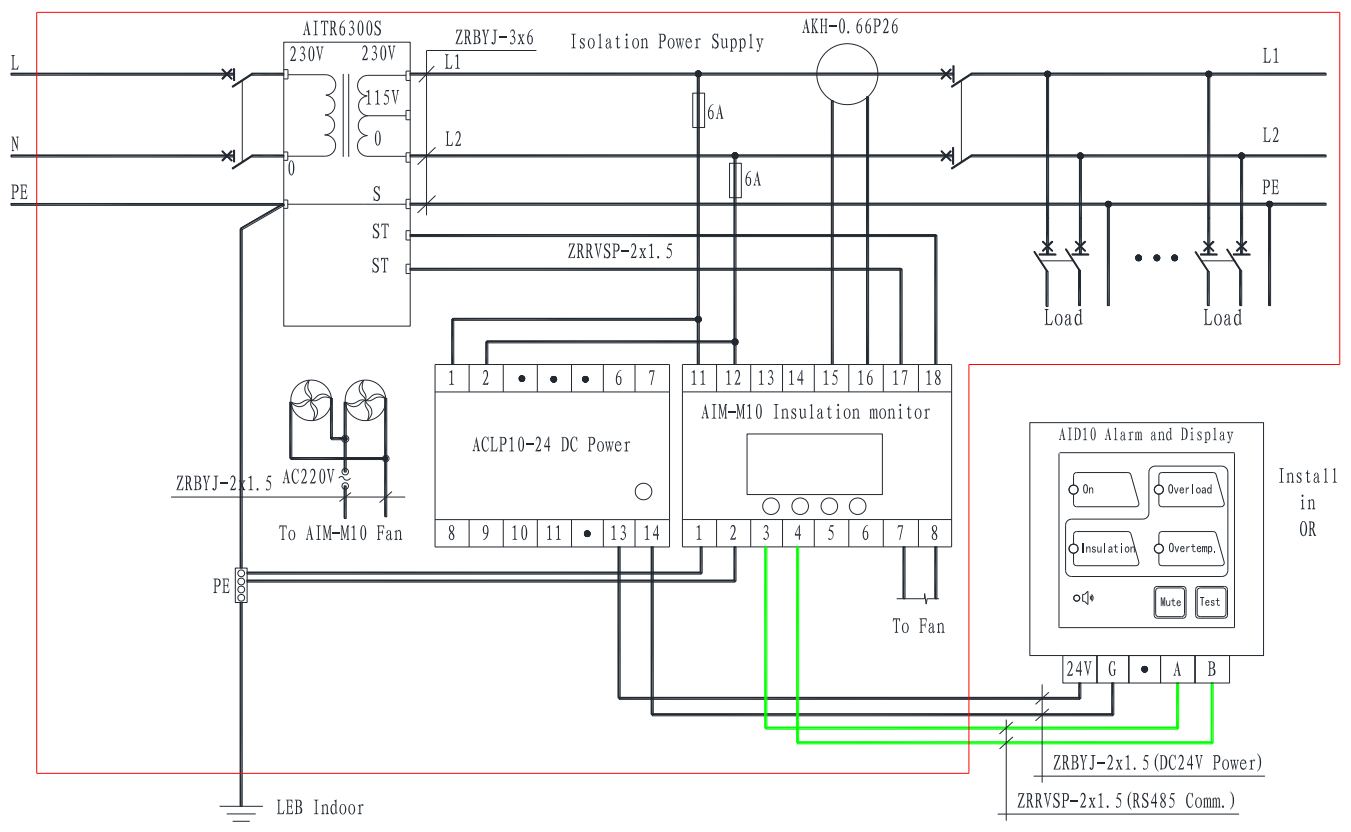 AITR6300S
AKH-0.66P26
ZRBYJ-3x6
Isolation Power Supply
L
230V
230V
L1
L1
115V
6A
N
0
0
L2
L2
6A
PE
S
PE
ST
ZRRVSP-2x1.5
ST
Load
Load
1 2 6 7
11 12 13 14 15 16 17 18
AIM-M10 Insulation monitor
ACLP10-24 DC Power
AID10 Alarm and Display
AC220V
ZRBYJ-2x1.5
On
Overload
Install
in
OR
To AIM-M10 Fan
8 9 10 11 13 14
1 2 3 4 5 6 7 8
Insulation
Overtemp.
PE
Mute
Test
To Fan
24V G A B
ZRBYJ-2x1.5(DC24V Power)
ZRRVSP-2x1.5(RS485 Comm.)
LEB Indoor